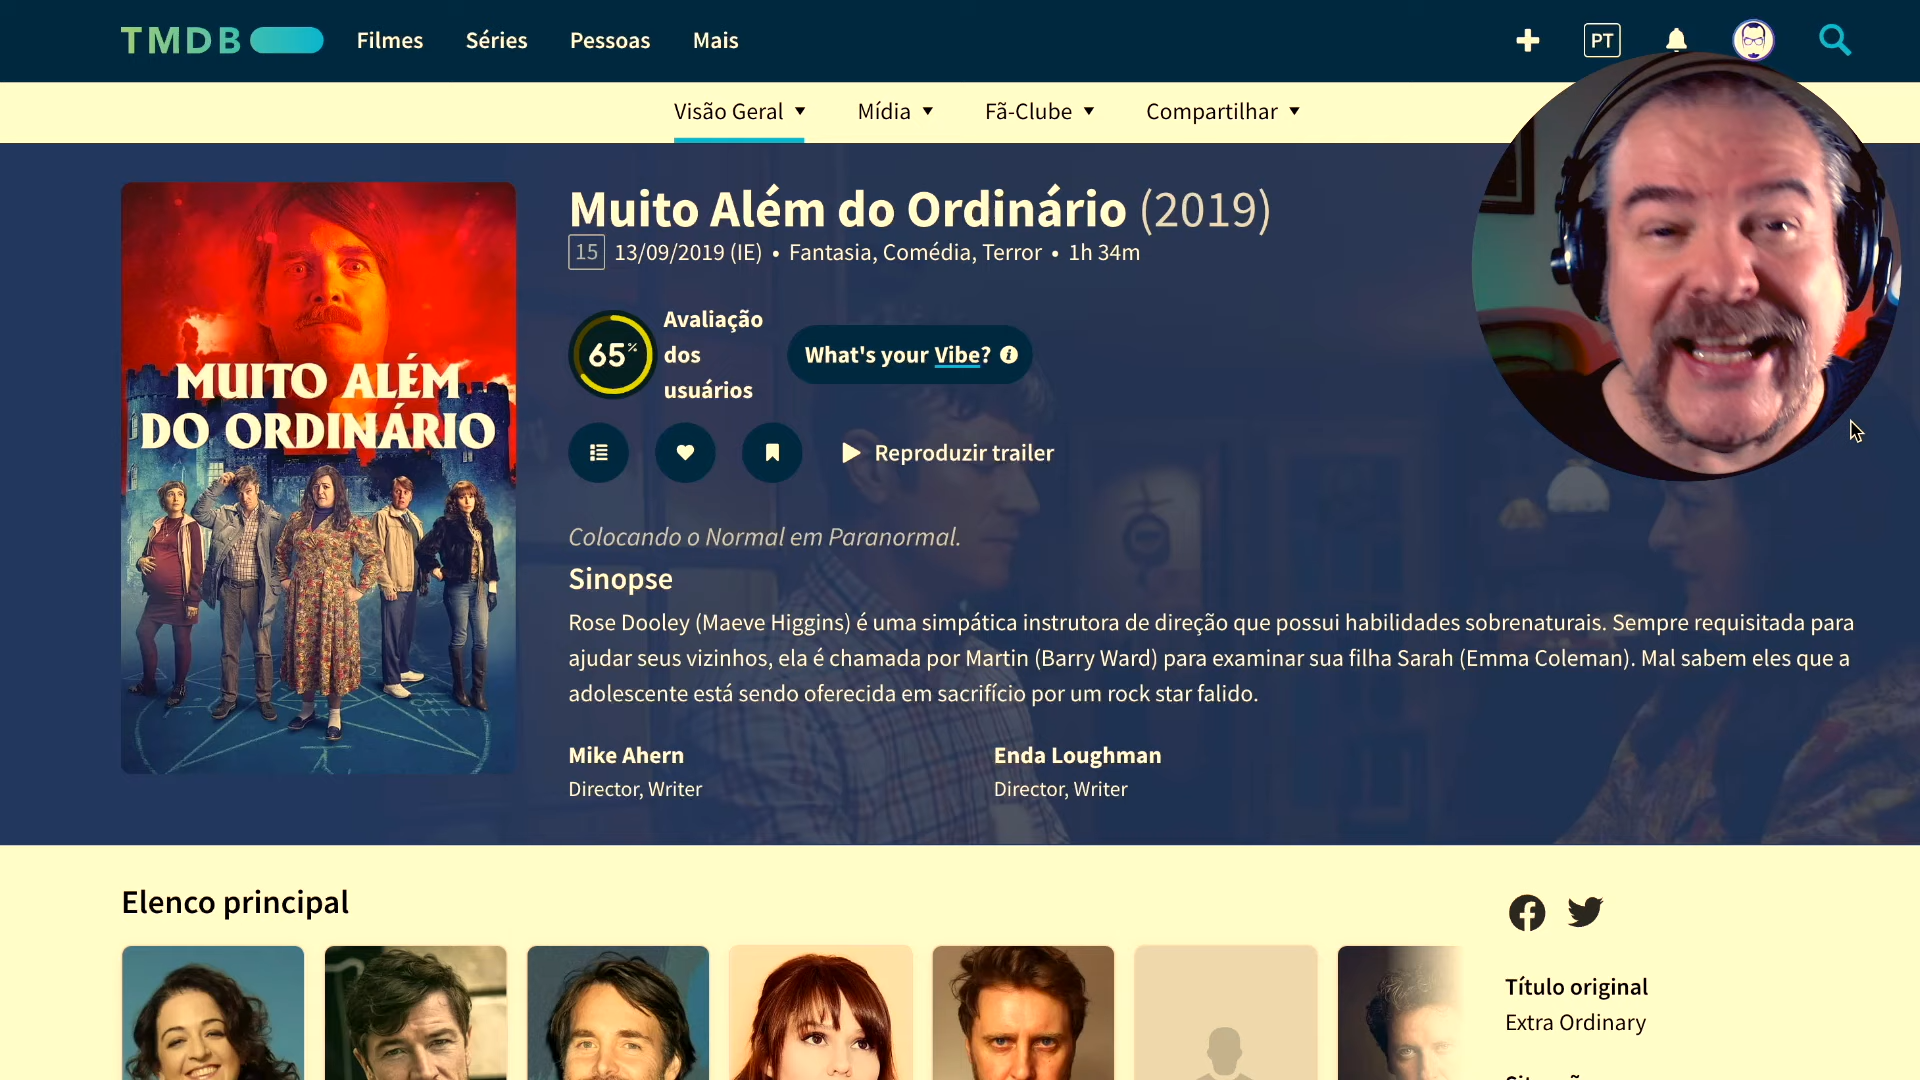 TMDB
Filmes
Séries
Pessoas
Mais
PT
Visão Geral
Mídia
Fã-Clube
Compartilhar
MUITO ALÉM
DO ORDINÁRIO
Muito Além do Ordinário (2019)
15 13/09/2019 (IE) • Fantasia, Comédia, Terror • 1h 34m
65%
Avaliação
dos
usuários
What's your Vibe?
Reproduzir trailer
Colocando o Normal em Paranormal.
Sinopse
Rose Dooley (Maeve Higgins) é uma simpática instrutora de direção que possui habilidades sobrenaturais. Sempre requisitada para
ajudar seus vizinhos, ela é chamada por Martin (Barry Ward) para examinar sua filha Sarah (Emma Coleman). Mal sabem eles que a
adolescente está sendo oferecida em sacrifício por um rock star falido.
Mike Ahern
Director, Writer
Enda Loughman
Director, Writer
Elenco principal
Título original
Extra Ordinary